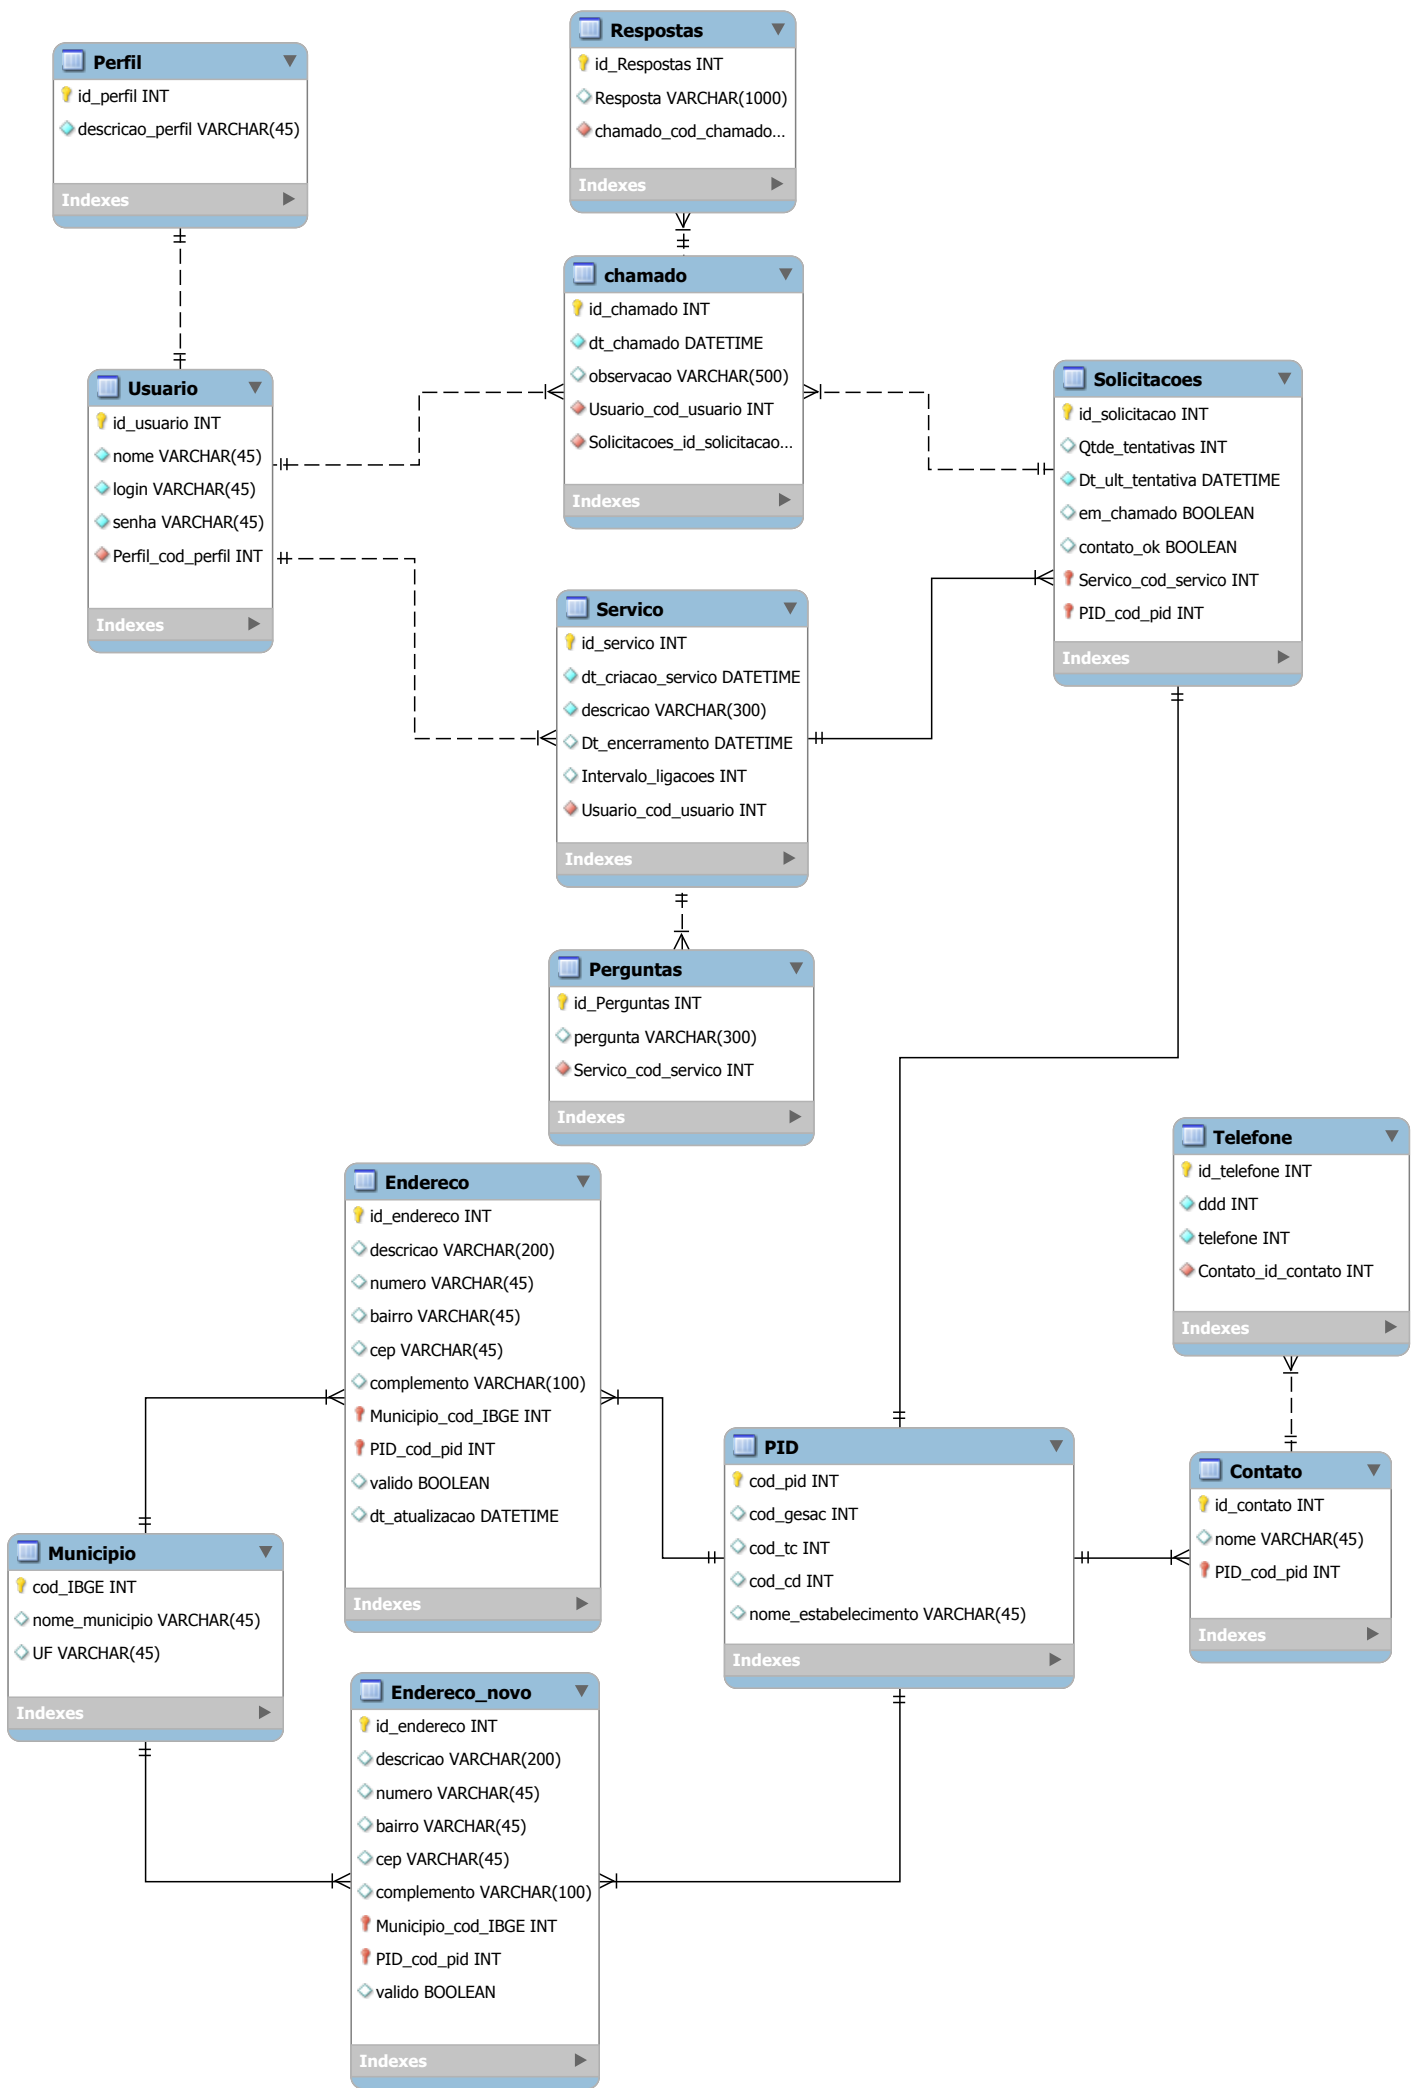 Respostas
id_Respostas INT
Resposta VARCHAR(1000)
chamado_cod_chamado...
Indexes
Perfil
id_perfil INT
descricao_perfil VARCHAR(45)
Indexes
chamado
id_chamado INT
dt_chamado DATETIME
observacao VARCHAR(500)
Usuario_cod_usuario INT
Solicitacoes_id_solicitacao...
Indexes
Usuario
id_usuario INT
nome VARCHAR(45)
login VARCHAR(45)
senha VARCHAR(45)
Perfil_cod_perfil INT
Indexes
Solicitacoes
id_solicitacao INT
Qtde_tentativas INT
Dt_ult_tentativa DATETIME
em_chamado BOOLEAN
contato_ok BOOLEAN
Servico_cod_servico INT
PID_cod_pid INT
Indexes
Servico
id_servico INT
dt_criacao_servico DATETIME
descricao VARCHAR(300)
Dt_encerramento DATETIME
Intervalo_ligacoes INT
Usuario_cod_usuario INT
Indexes
Perguntas
id_Perguntas INT
pergunta VARCHAR(300)
Servico_cod_servico INT
Indexes
Telefone
id_telefone INT
ddd INT
telefone INT
Contato_id_contato INT
Indexes
Endereco
id_endereco INT
descricao VARCHAR(200)
numero VARCHAR(45)
bairro VARCHAR(45)
cep VARCHAR(45)
complemento VARCHAR(100)
Municipio_cod_IBGE INT
PID_cod_pid INT
valido BOOLEAN
dt_atualizacao DATETIME
Indexes
PID
cod_pid INT
cod_gesac INT
cod_tc INT
cod_cd INT
nome_estabelecimento VARCHAR(45)
Indexes
Contato
id_contato INT
nome VARCHAR(45)
PID_cod_pid INT
Indexes
Municipio
cod_IBGE INT
nome_municipio VARCHAR(45)
UF VARCHAR(45)
Indexes
Endereco_novo
id_endereco INT
descricao VARCHAR(200)
numero VARCHAR(45)
bairro VARCHAR(45)
cep VARCHAR(45)
complemento VARCHAR(100)
Municipio_cod_IBGE INT
PID_cod_pid INT
valido BOOLEAN
Indexes